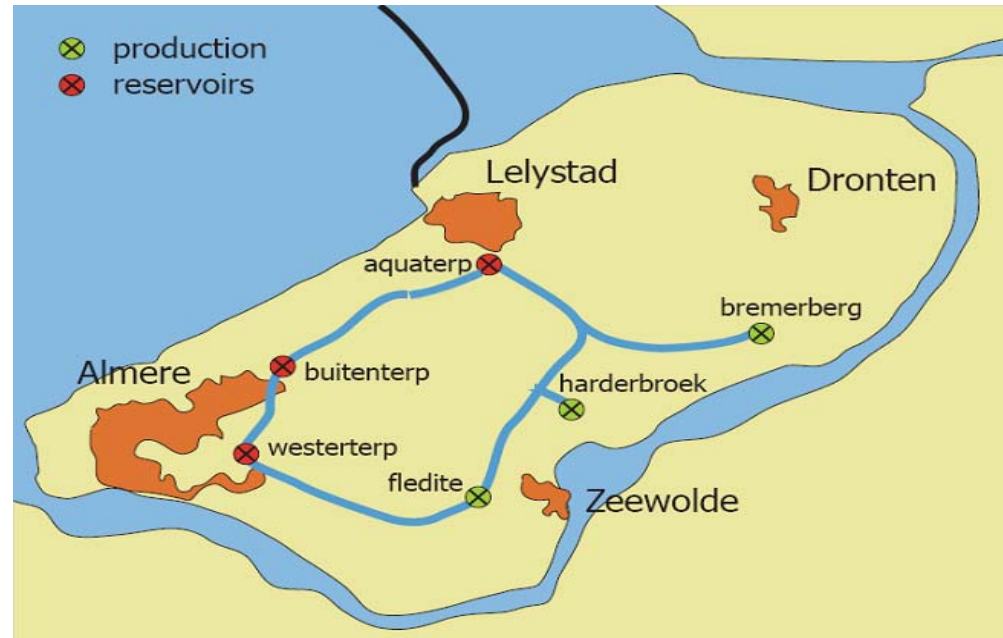 production
reservoirs
Lelystad
Dronten
aquaterp
bremerberg
Almere
buitenterp
harderbroek
westerterp
fledite
Zeewolde